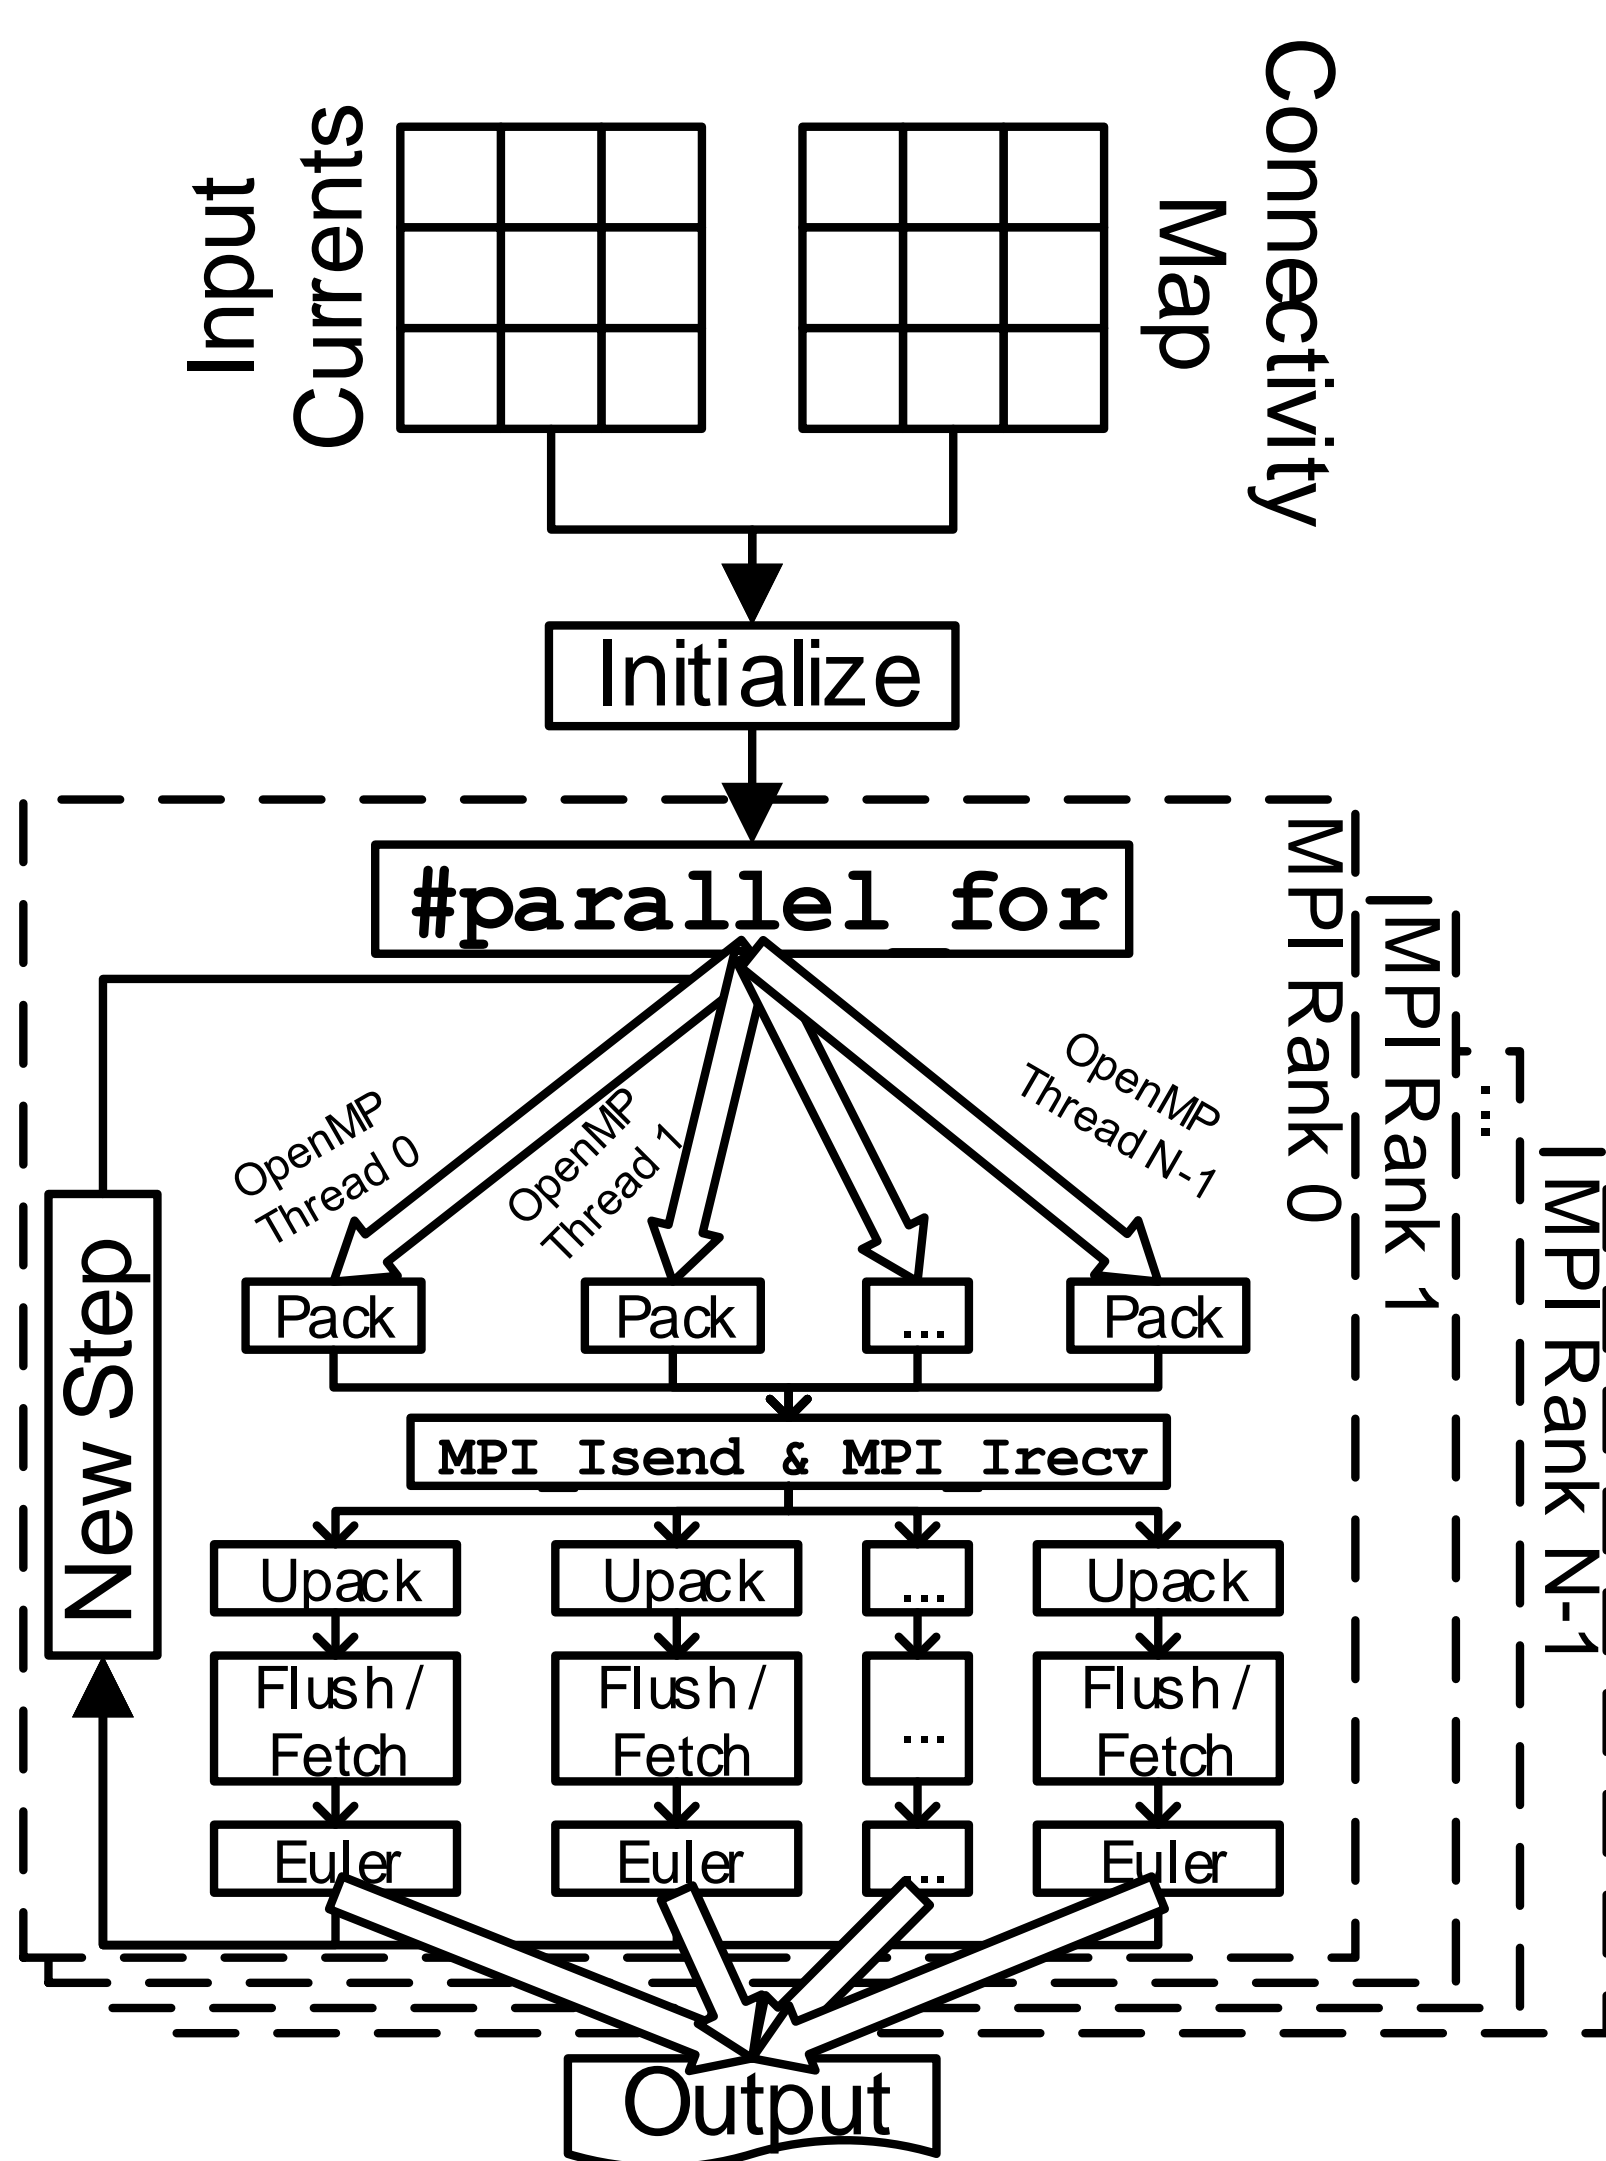 Input
Currents
Connectivity
Map
Initialize
#parallel for
MPI Rank 0
MPI Rank 1
...
MPI Rank N-1
OpenMP
Thread 0
OpenMP
Thread 1
OpenMP
Thread N-1
New Step
Pack
Pack
...
Pack
MPI_Isend & MPI_Irecv
Upack
Upack
...
Upack
Flush /
Fetch
Flush /
Fetch
...
Flush /
Fetch
Euler
Euler
...
Euler
Output